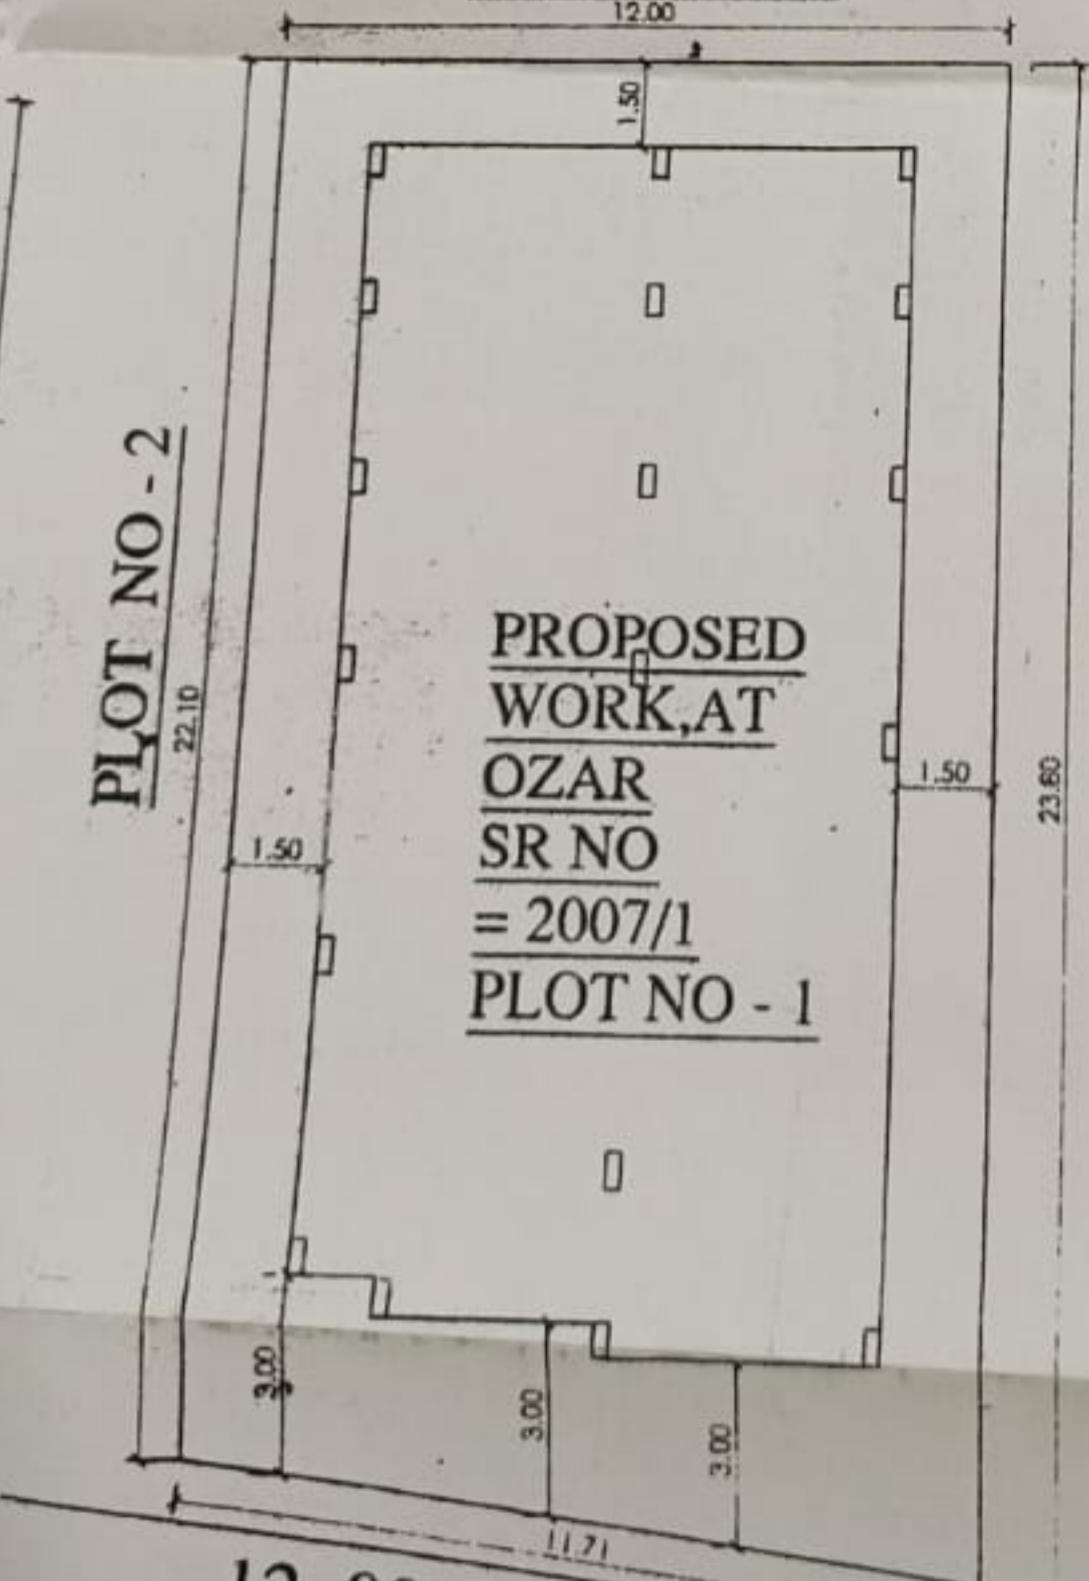 12.00
1.50
PLOT NO - 2
22.10
PROPOSED
WORK,AT
OZAR
SR NO
= 2007/1
PLOT NO - 1
1.50
23.80
1.50
3.00
3.00
3.00
11.71